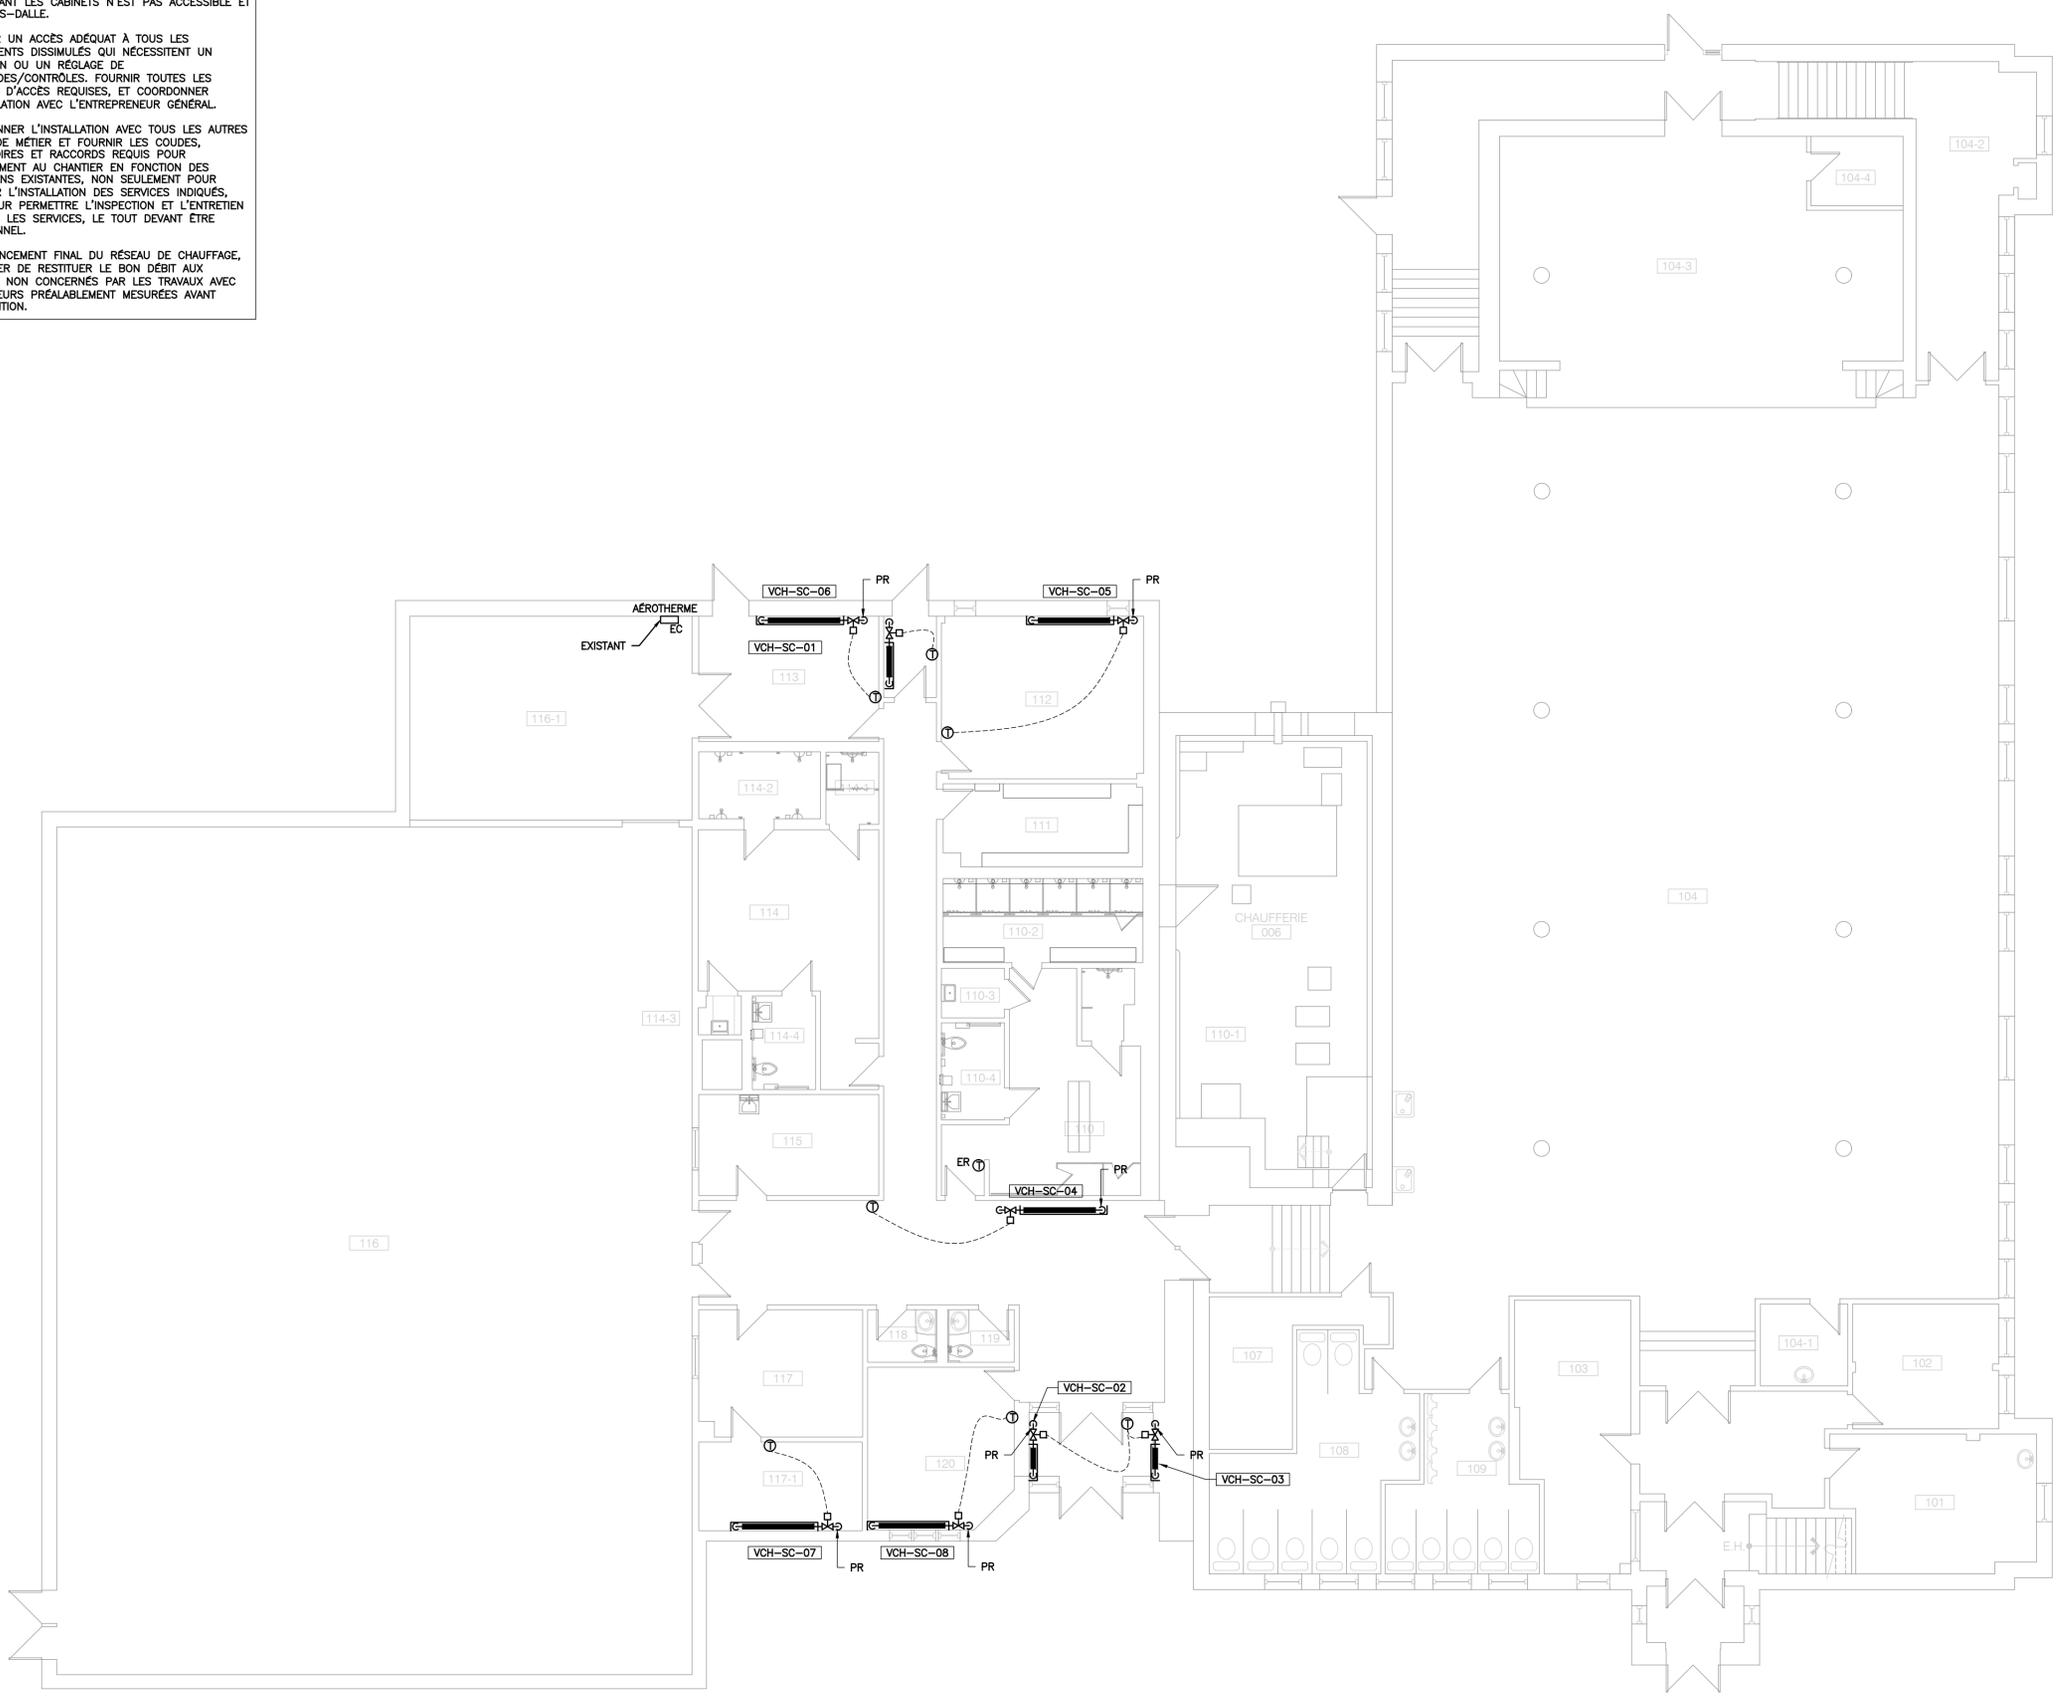 ANT LES CABINETS N'EST PAS ACCESSIBLE ET
S-DALLE.
UN ACCÈS ADÉQUAT À TOUS LES
ENTS DISSIMULÉS QUI NÉCESSITENT UN
N OU UN RÉGLAGE DE
DES/CONTRÔLES. FOURNIR TOUTES LES
D'ACCÈS REQUISES, ET COORDONNER
ATION AVEC L'ENTREPRENEUR GÉNÉRAL.
NNER L'INSTALLATION AVEC TOUS LES AUTRES
DE MÉTIER ET FOURNIR LES COUDES,
IRES ET RACCORDS REQUIS POUR
MENT AU CHANTIER EN FONCTION DES
NS EXISTANTES, NON SEULEMENT POUR
R L'INSTALLATION DES SERVICES INDIQUÉS,
UR PERMETTRE L'INSPECTION ET L'ENTRETIEN
LES SERVICES, LE TOUT DEVANT ÊTRE
NNEL.
NCEMENT FINAL DU RÉSEAU DE CHAUFFAGE,
ER DE RESTITUER LE BON DÉBIT AUX
NON CONCERNÉS PAR LES TRAVAUX AVEC
EURS PRÉALABLEMENT MESURÉES AVANT
TION.
104-2
104-4
104-3
PR
PR
VCH-SC-06
VCH-SC-05
AÉROTHERME
EC
EXISTANT
VCH-SC-01
T
T
113
112
116-1
T
114-2
114-1
111
104
114
CHAUFFERIE
006
110-2
110-3
114-3
114-4
110-1
110-4
110
115
ER
T
PR
VCH-SC-04
T
116
118
119
104-1
107
102
103
117
VCH-SC-02
T
T
T
PR
PR
108
120
109
117-1
VCH-SC-03
101
E.H.
VCH-SC-07
VCH-SC-08
PR
PR